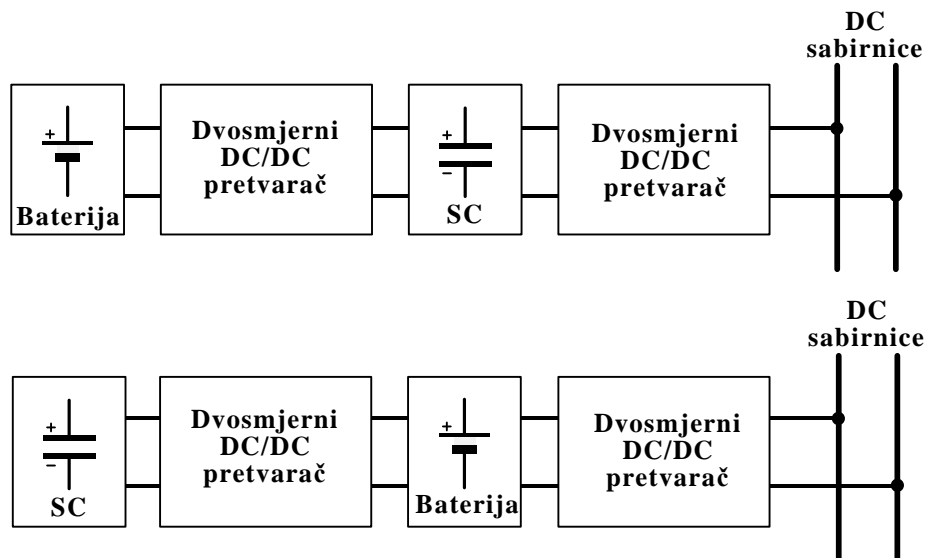 DC
sabirnice
+
Baterija
Dvosmjerni
DC/DC
pretvarač
+
−
SC
Dvosmjerni
DC/DC
pretvarač
DC
sabirnice
+
−
SC
Dvosmjerni
DC/DC
pretvarač
+
Baterija
Dvosmjerni
DC/DC
pretvarač